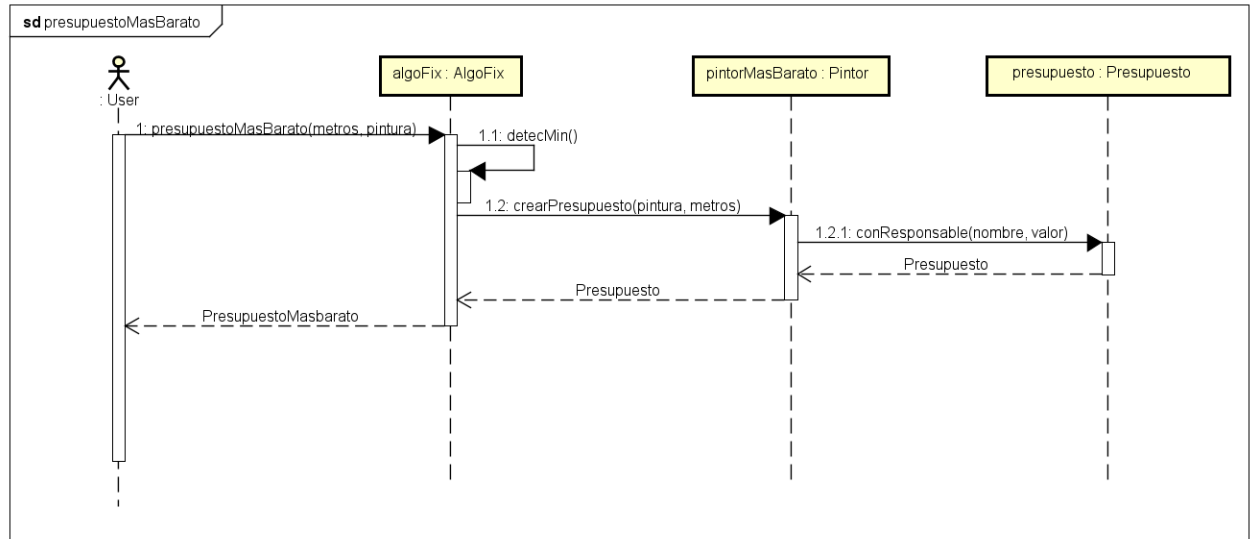 sd presupuestoMasBarato
: User
algoFix : AlgoFix
pintorMasBarato : Pintor
presupuesto : Presupuesto
1: presupuestoMasBarato(metros, pintura)
1.1: detecMin()
1.2: crearPresupuesto(pintura, metros)
1.2.1: conResponsable(nombre, valor)
Presupuesto
Presupuesto
PresupuestoMasbarato